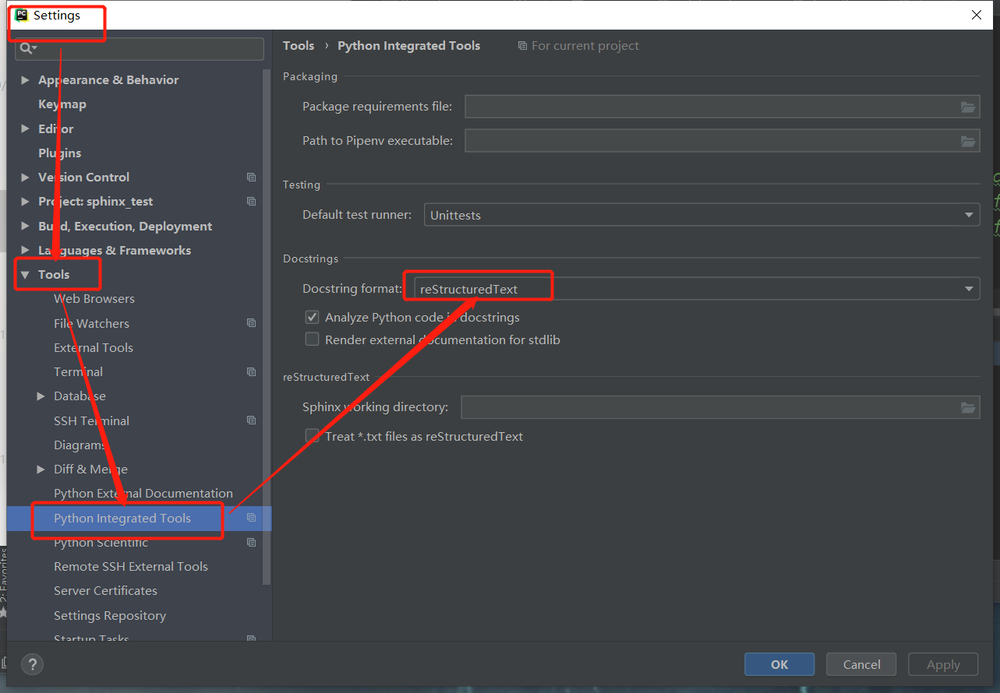 PC Settings
Appearance & Behavior
Keymap
Editor
Plugins
Version Control
Project: sphinx_test
Build, Execution, Deployment
Languages & Frameworks
Tools
Web Browsers
File Watchers
External Tools
Terminal
Database
SSH Terminal
Diagrams
Diff & Merge
Python External Documentation
Python Integrated Tools
Python Scientific
Remote SSH External Tools
Server Certificates
Settings Repository
Startup Tasks
Tools › Python Integrated Tools For current project
Packaging
Package requirements file:
Path to Pipenv executable:
Testing
Default test runner: Unittests
Docstrings
Docstring format: reStructuredText
Analyze Python code in docstrings
Render external documentation for stdlib
reStructuredText
Sphinx working directory:
Treat *.txt files as reStructuredText
? OK Cancel Apply
2: Favorites